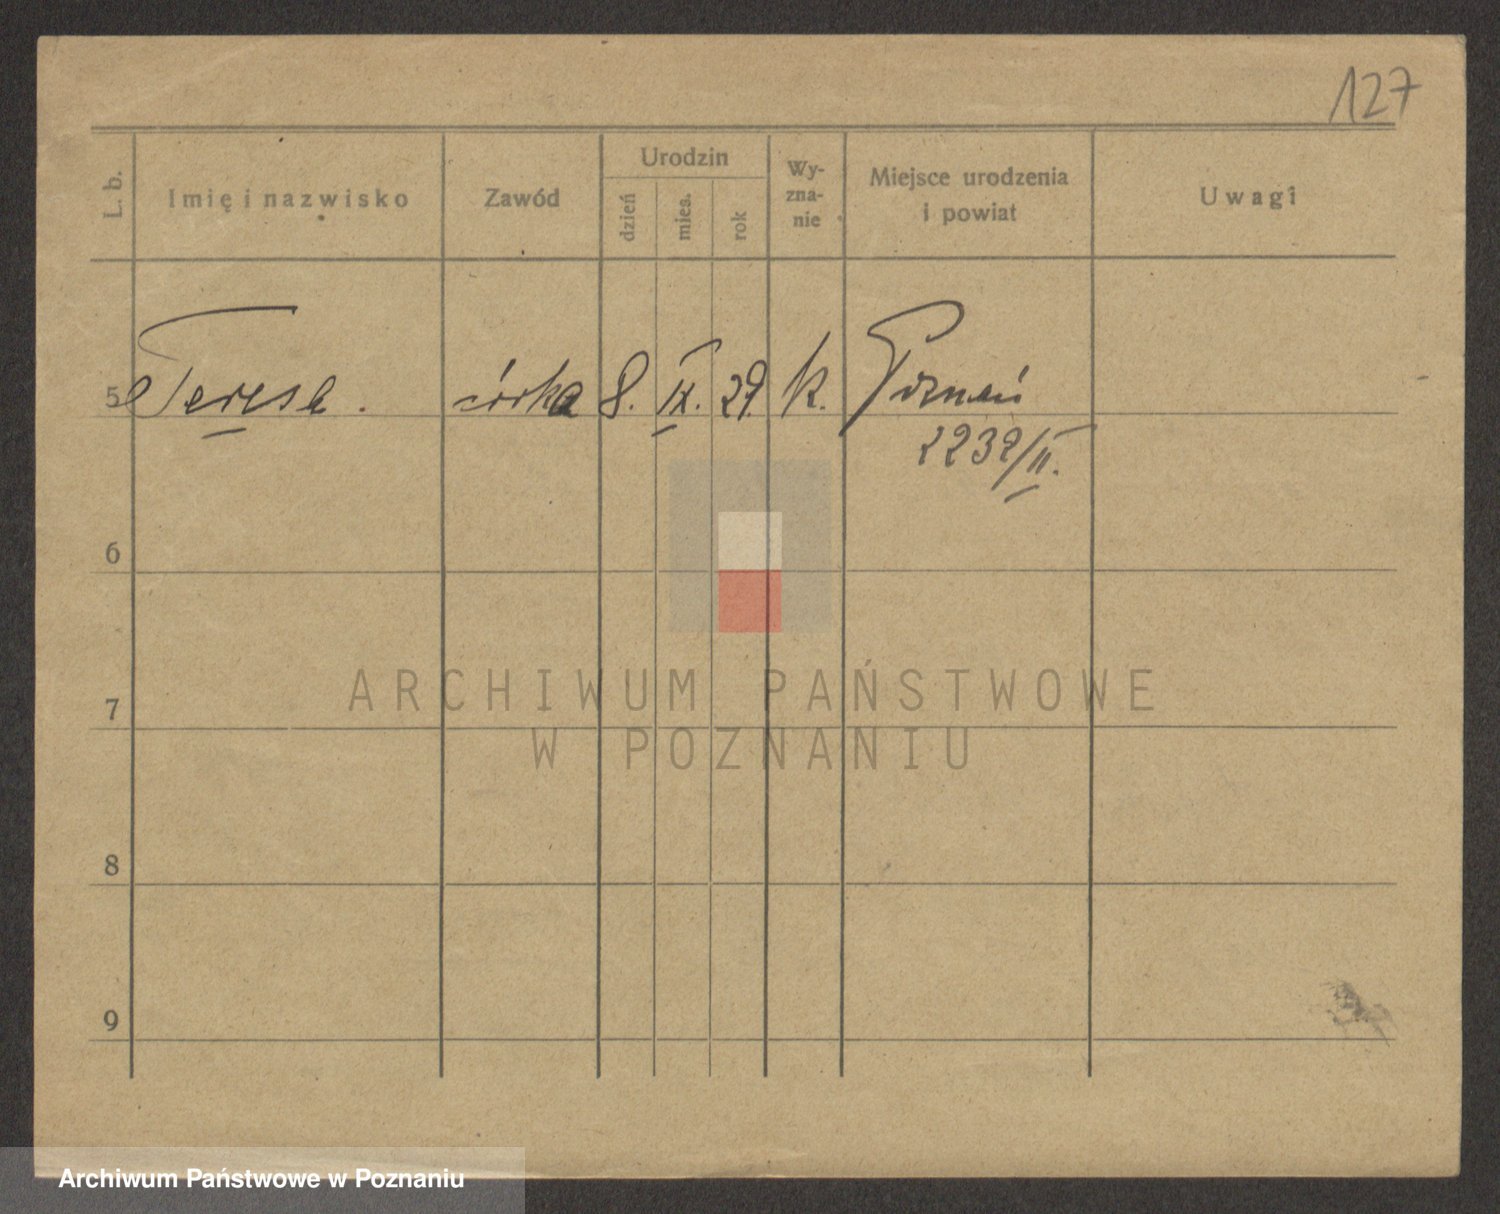 127
L. b. Imię i nazwisko Zawód Urodzin dzień mies. rok Wy-zna-nie Miejsce urodzenia i powiat Uwagi
5 Teresa. córka 8. IX. 29. k. Poznań
2232/II.
6
7
8
9
ARCHIWUM PAŃSTWOWE
W POZNANIU
Archiwum Państwowe w Poznaniu